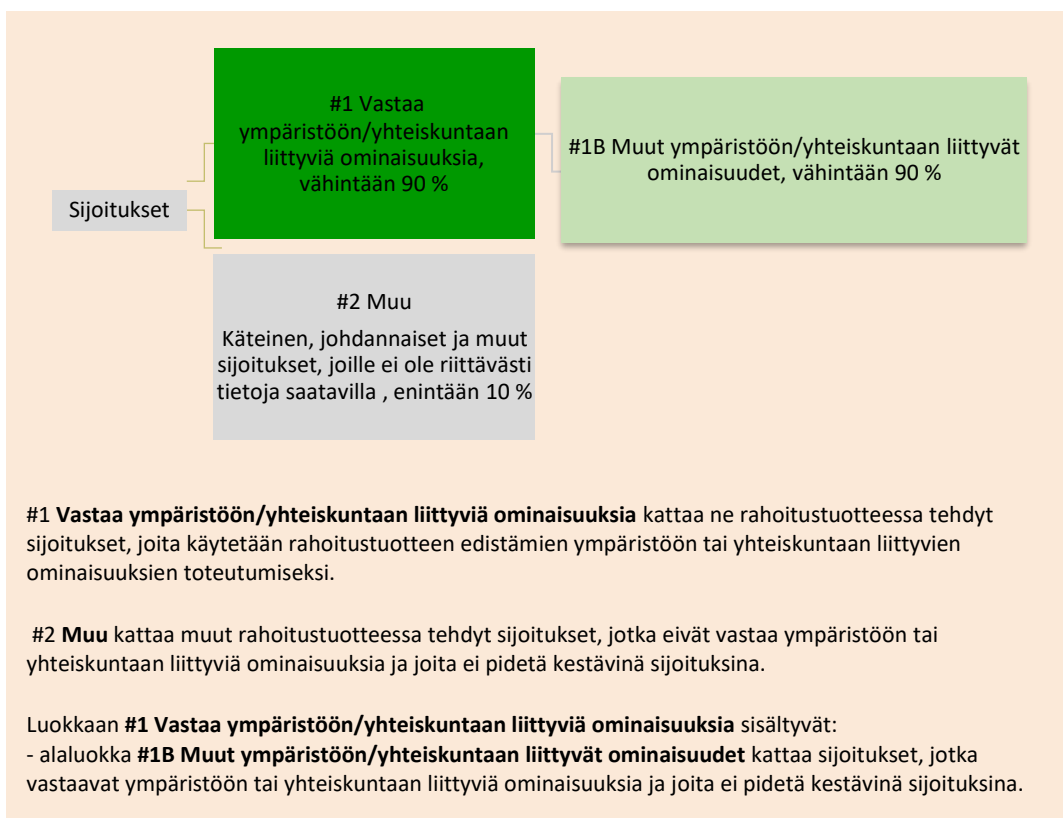 #1 Vastaa
ympäristöön/yhteiskuntaan
liittyviä ominaisuuksia,
vähintään 90 %
#1B Muut ympäristöön/yhteiskuntaan liittyvät
ominaisuudet, vähintään 90 %
Sijoitukset
#2 Muu
Käteinen, johdannaiset ja muut
sijoitukset, joille ei ole riittävästi
tietoja saatavilla , enintään 10 %
#1 Vastaa ympäristöön/yhteiskuntaan liittyviä ominaisuuksia kattaa ne rahoitustuotteessa tehdyt
sijoitukset, joita käytetään rahoitustuotteen edistämien ympäristöön tai yhteiskuntaan liittyvien
ominaisuuksien toteutumiseksi.
#2 Muu kattaa muut rahoitustuotteessa tehdyt sijoitukset, jotka eivät vastaa ympäristöön tai
yhteiskuntaan liittyviä ominaisuuksia ja joita ei pidetä kestävinä sijoituksina.
Luokkaan #1 Vastaa ympäristöön/yhteiskuntaan liittyviä ominaisuuksia sisältyvät:
- alaluokka #1B Muut ympäristöön/yhteiskuntaan liittyvät ominaisuudet kattaa sijoitukset, jotka
vastaavat ympäristöön tai yhteiskuntaan liittyviä ominaisuuksia ja joita ei pidetä kestävinä sijoituksina.